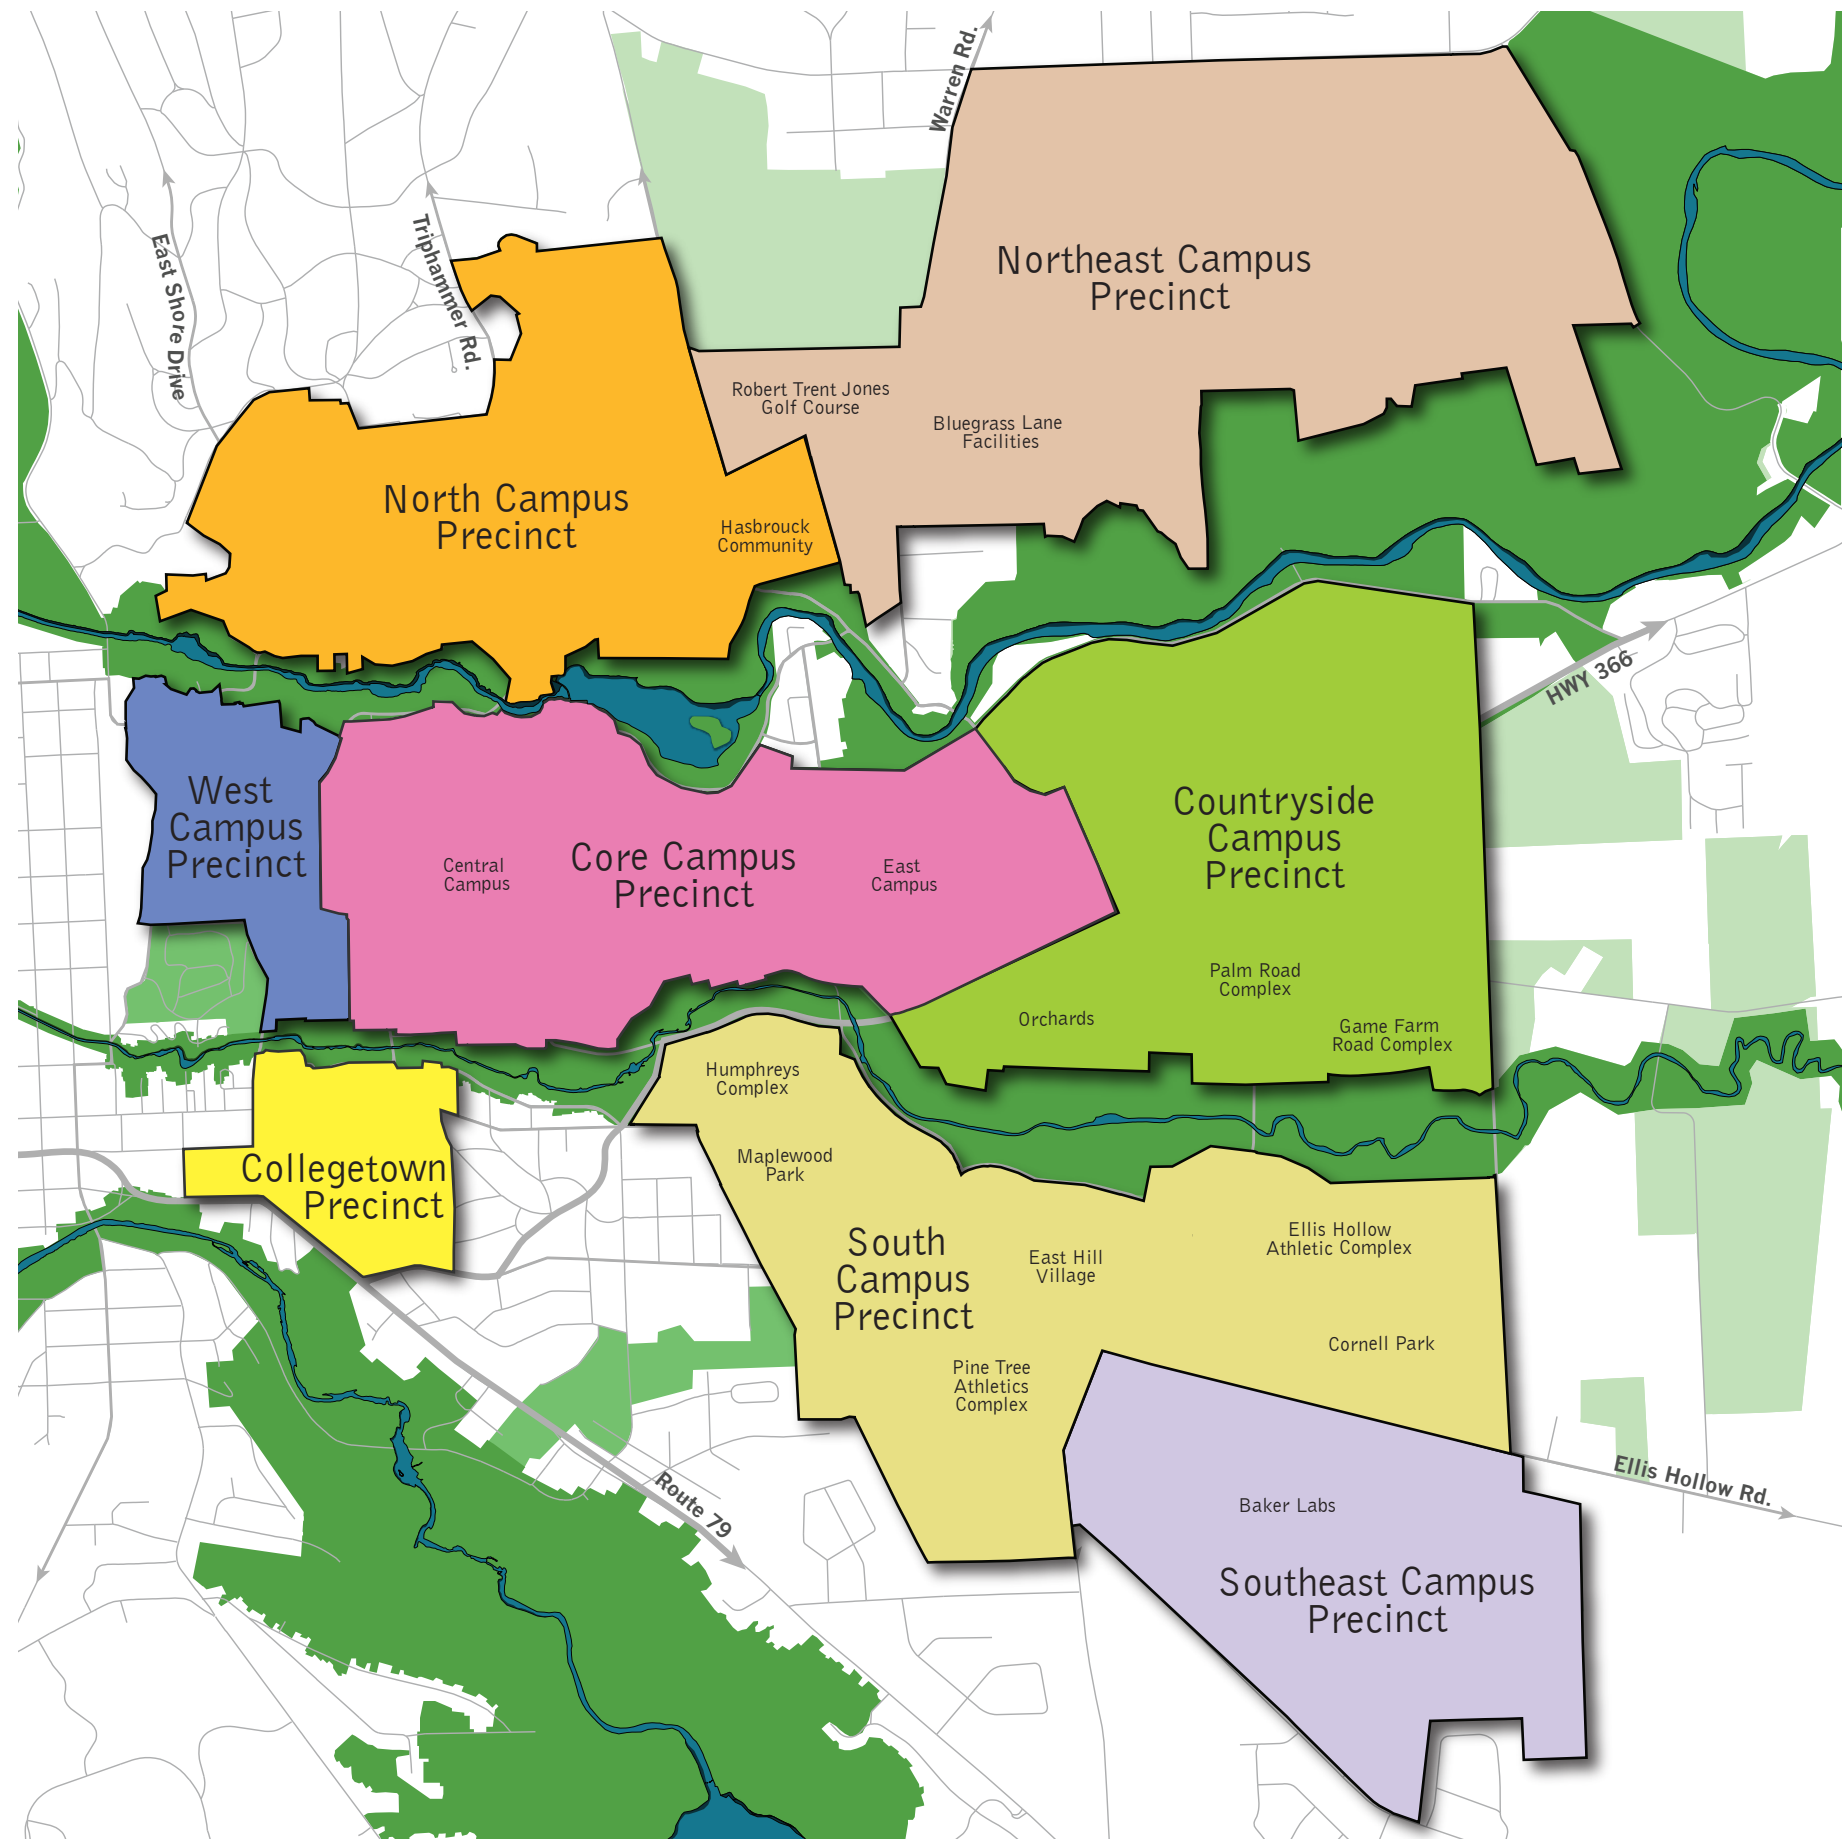 Warren Rd.
East Shore Drive
Triphammer Rd.
Northeast Campus
Precinct
Robert Trent Jones
Golf Course
Bluegrass Lane
Facilities
North Campus
Precinct
Hasbrouck
Community
HWY 366
West
Campus
Precinct
Central
Campus
Core Campus
Precinct
East
Campus
Countryside
Campus
Precinct
Palm Road
Complex
Orchards
Game Farm
Road Complex
Humphreys
Complex
Maplewood
Park
Collegetown
Precinct
South
Campus
Precinct
East Hill
Village
Ellis Hollow
Athletic Complex
Cornell Park
Pine Tree
Athletics
Complex
Route 79
Ellis Hollow Rd.
Baker Labs
Southeast Campus
Precinct